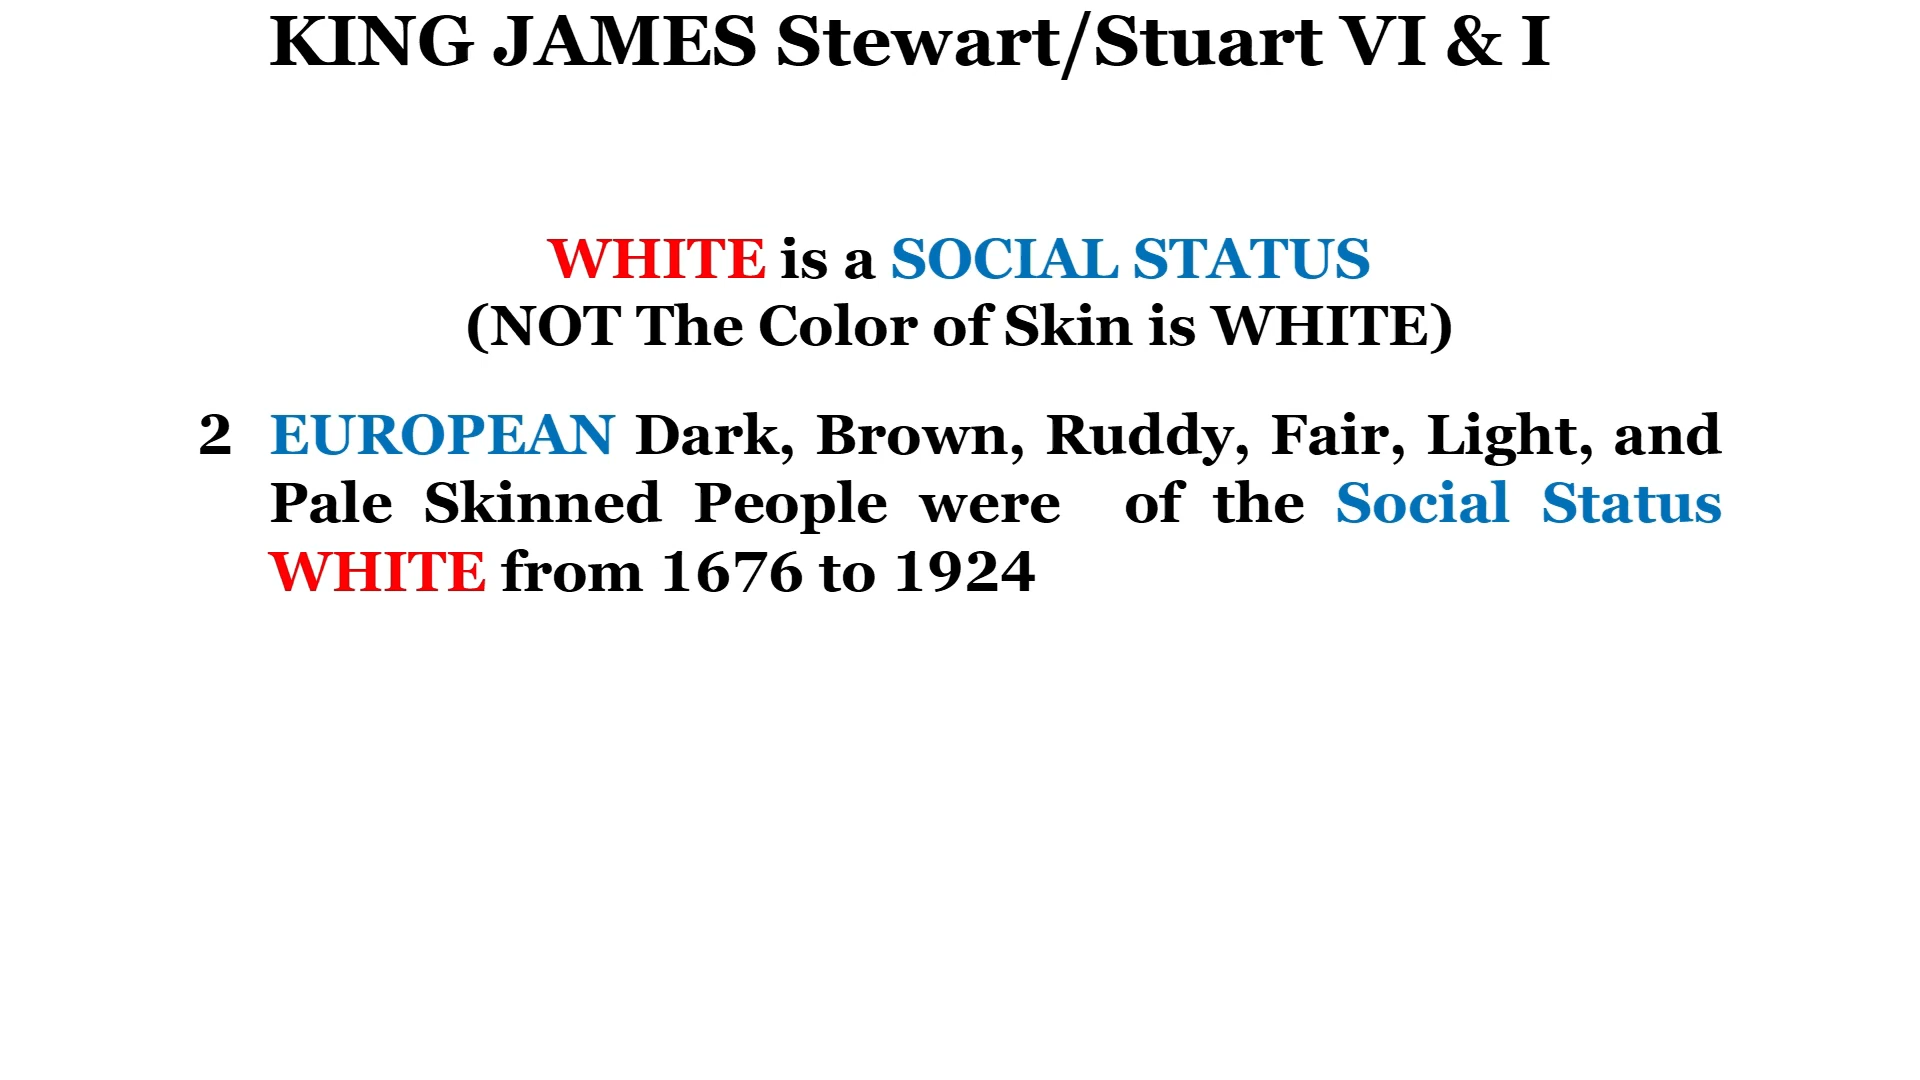 KING JAMES Stewart/Stuart VI & I
WHITE is a SOCIAL STATUS
(NOT The Color of Skin is WHITE)
2 EUROPEAN Dark, Brown, Ruddy, Fair, Light, and
Pale Skinned People were of the Social Status
WHITE from 1676 to 1924